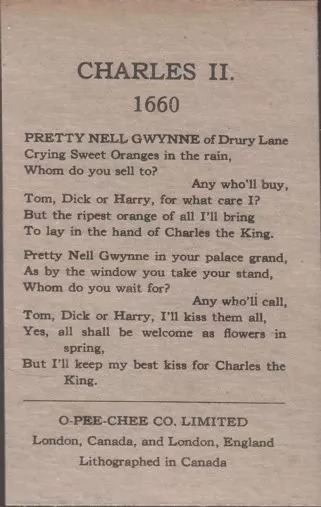 CHARLES II.
1660
PRETTY NELL GWYNNE of Drury Lane
Crying Sweet Oranges in the rain,
Whom do you sell to?
Any who'll buy,
Tom, Dick or Harry, for what care I?
But the ripest orange of all I'll bring
To lay in the hand of Charles the King.
Pretty Nell Gwynne in your palace grand,
As by the window you take your stand,
Whom do you wait for?
Any who'll call,
Tom, Dick or Harry, I'll kiss them all,
Yes, all shall be welcome as flowers in
spring,
But I'll keep my best kiss for Charles the
King.
O-PEE-CHEE CO. LIMITED
London, Canada, and London, England
Lithographed in Canada